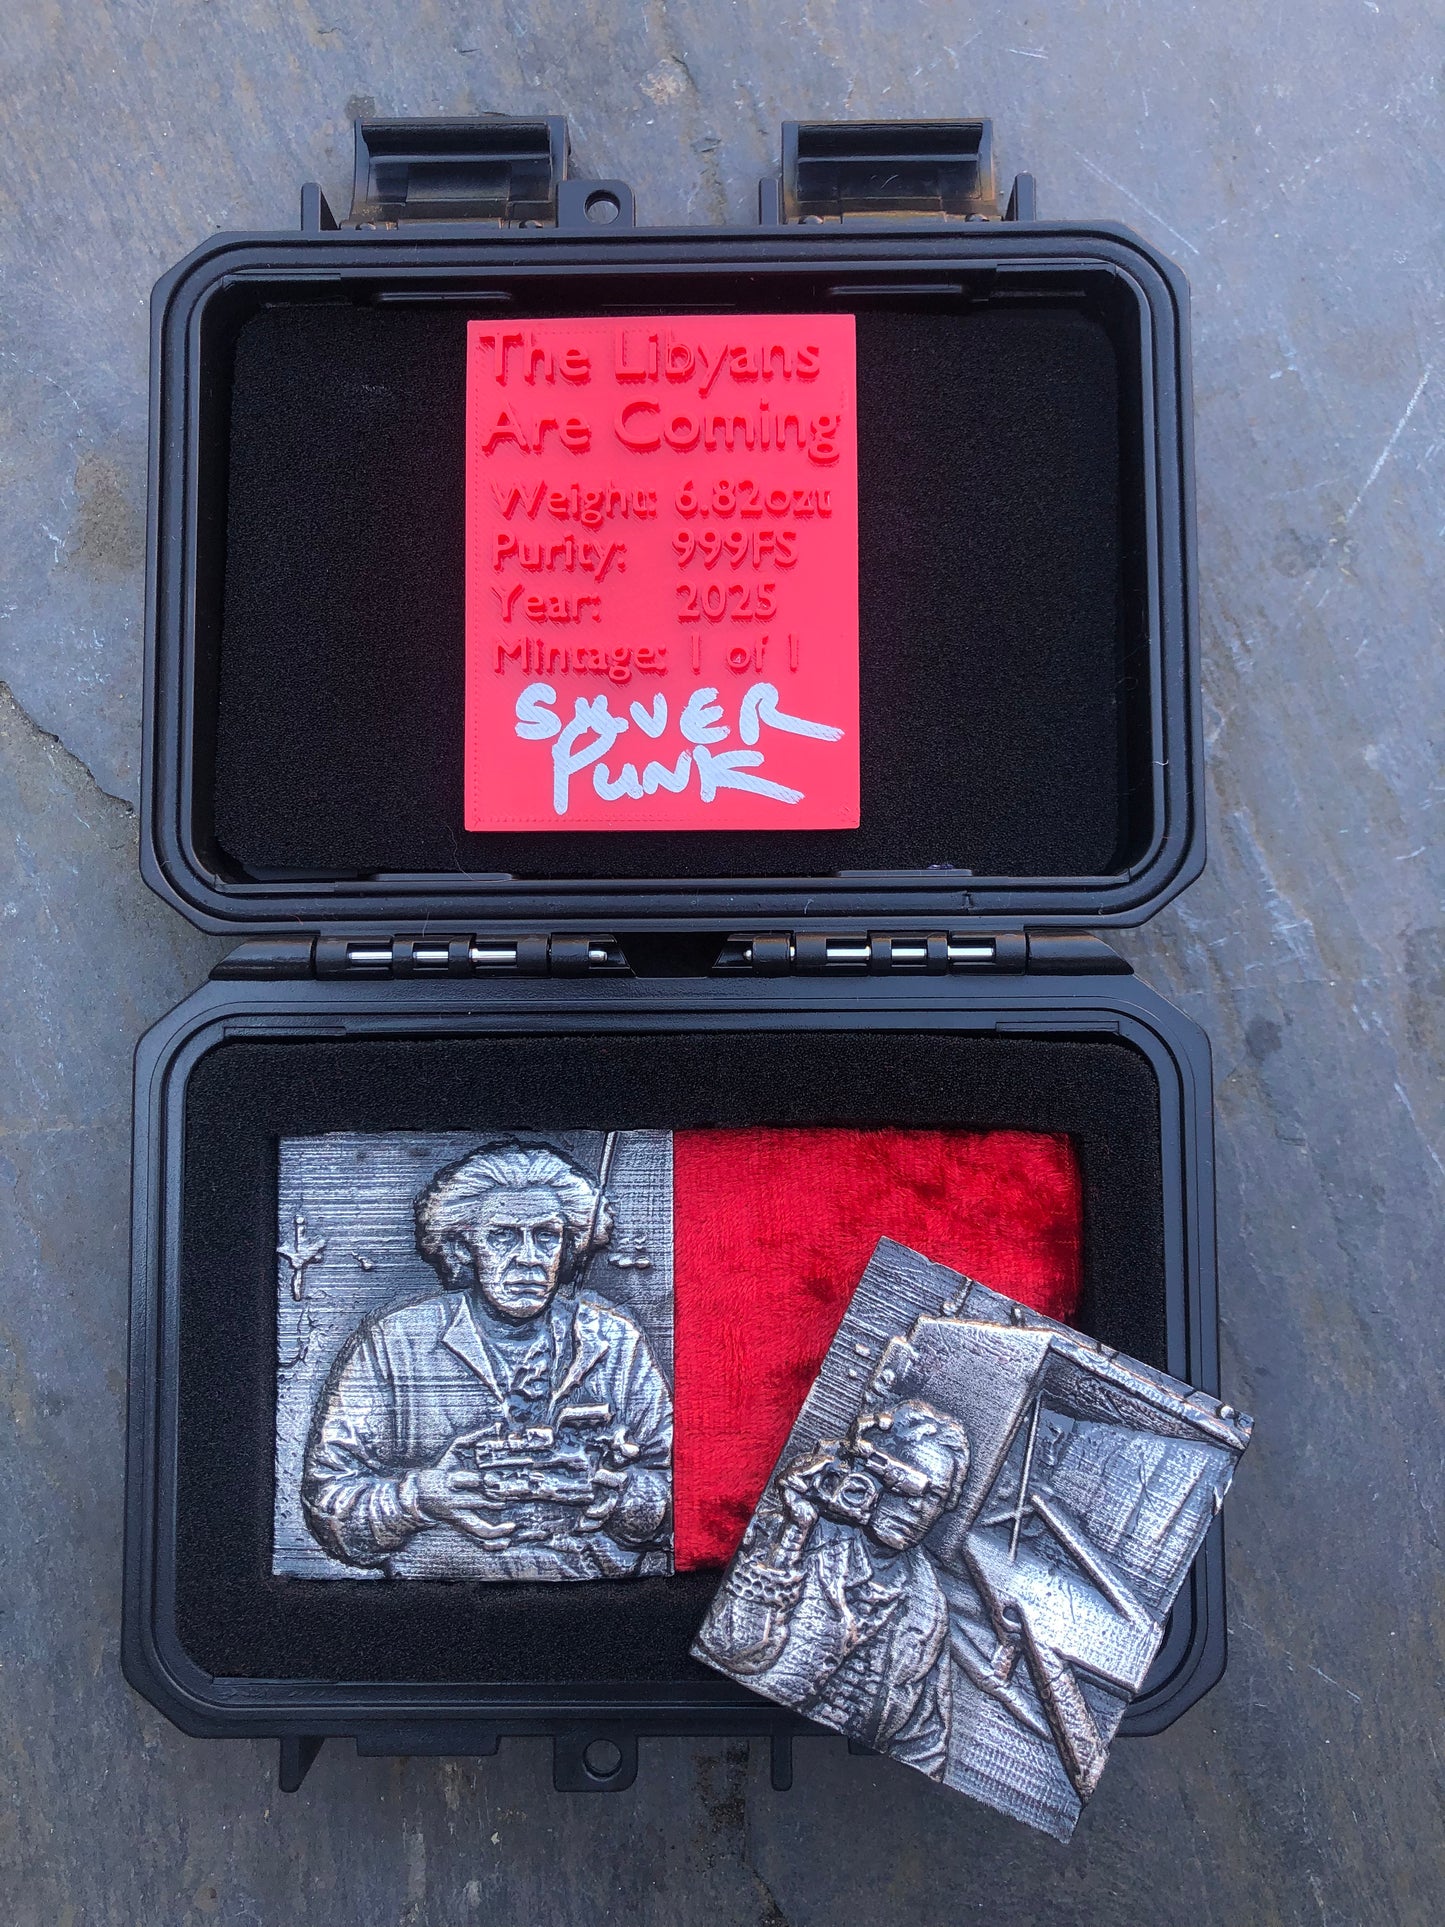 The Libyans
Are Coming
Weight: 6.82ozt
Purity: 999FS
Year: 2025
Mintage: 1 of 1
SILVER
PUNK